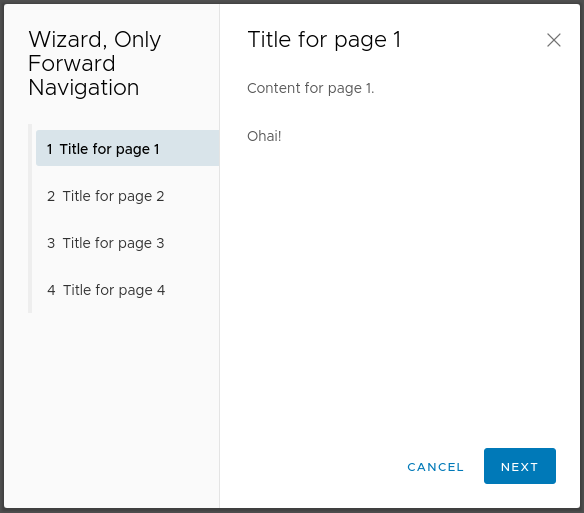 Wizard, Only
Forward
Navigation
1 Title for page 1
2 Title for page 2
3 Title for page 3
4 Title for page 4
Title for page 1
Content for page 1.
Ohai!
CANCEL
NEXT